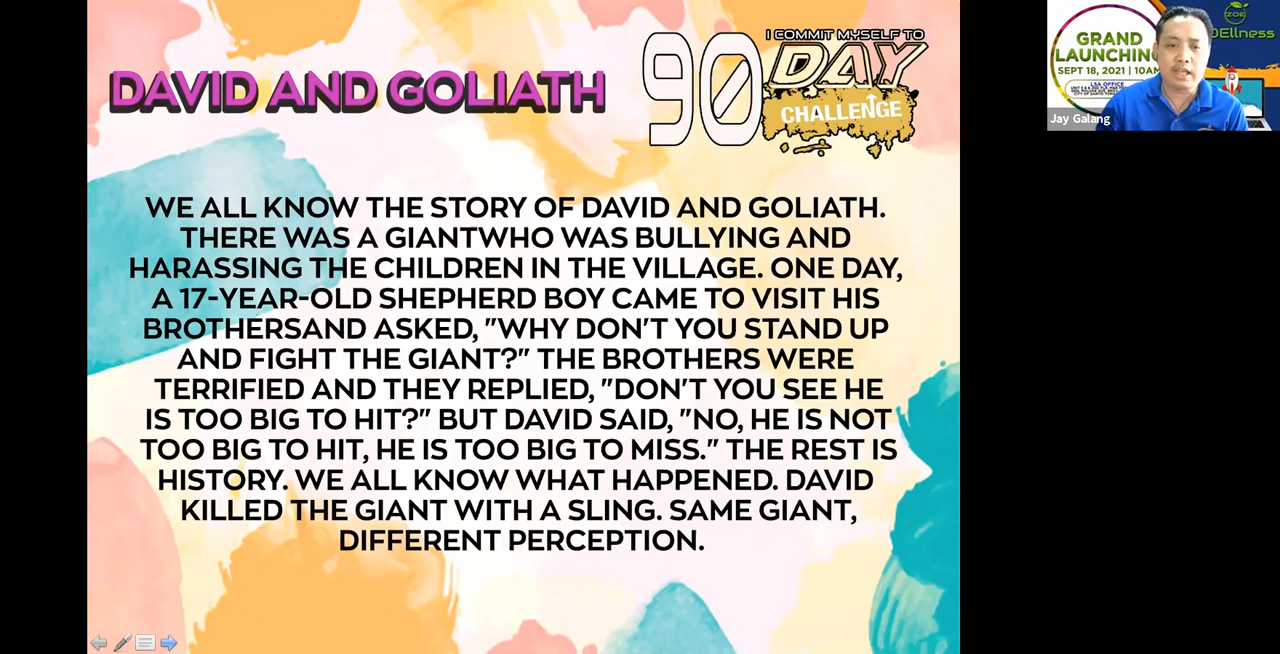 DAVID AND GOLIATH
I COMMIT MYSELF TO
90 DAY
CHALLENGE
WE ALL KNOW THE STORY OF DAVID AND GOLIATH.
THERE WAS A GIANTWHO WAS BULLYING AND
HARASSING THE CHILDREN IN THE VILLAGE. ONE DAY,
A 17-YEAR-OLD SHEPHERD BOY CAME TO VISIT HIS
BROTHERSAND ASKED, "WHY DON'T YOU STAND UP
AND FIGHT THE GIANT?" THE BROTHERS WERE
TERRIFIED AND THEY REPLIED, "DON'T YOU SEE HE
IS TOO BIG TO HIT?" BUT DAVID SAID, "NO, HE IS NOT
TOO BIG TO HIT, HE IS TOO BIG TO MISS." THE REST IS
HISTORY. WE ALL KNOW WHAT HAPPENED. DAVID
KILLED THE GIANT WITH A SLING. SAME GIANT,
DIFFERENT PERCEPTION.
GRAND
LAUNCHING
SEPT 18, 2021 | 10AM
LSA OFFICE
ZOE
Jay Galang